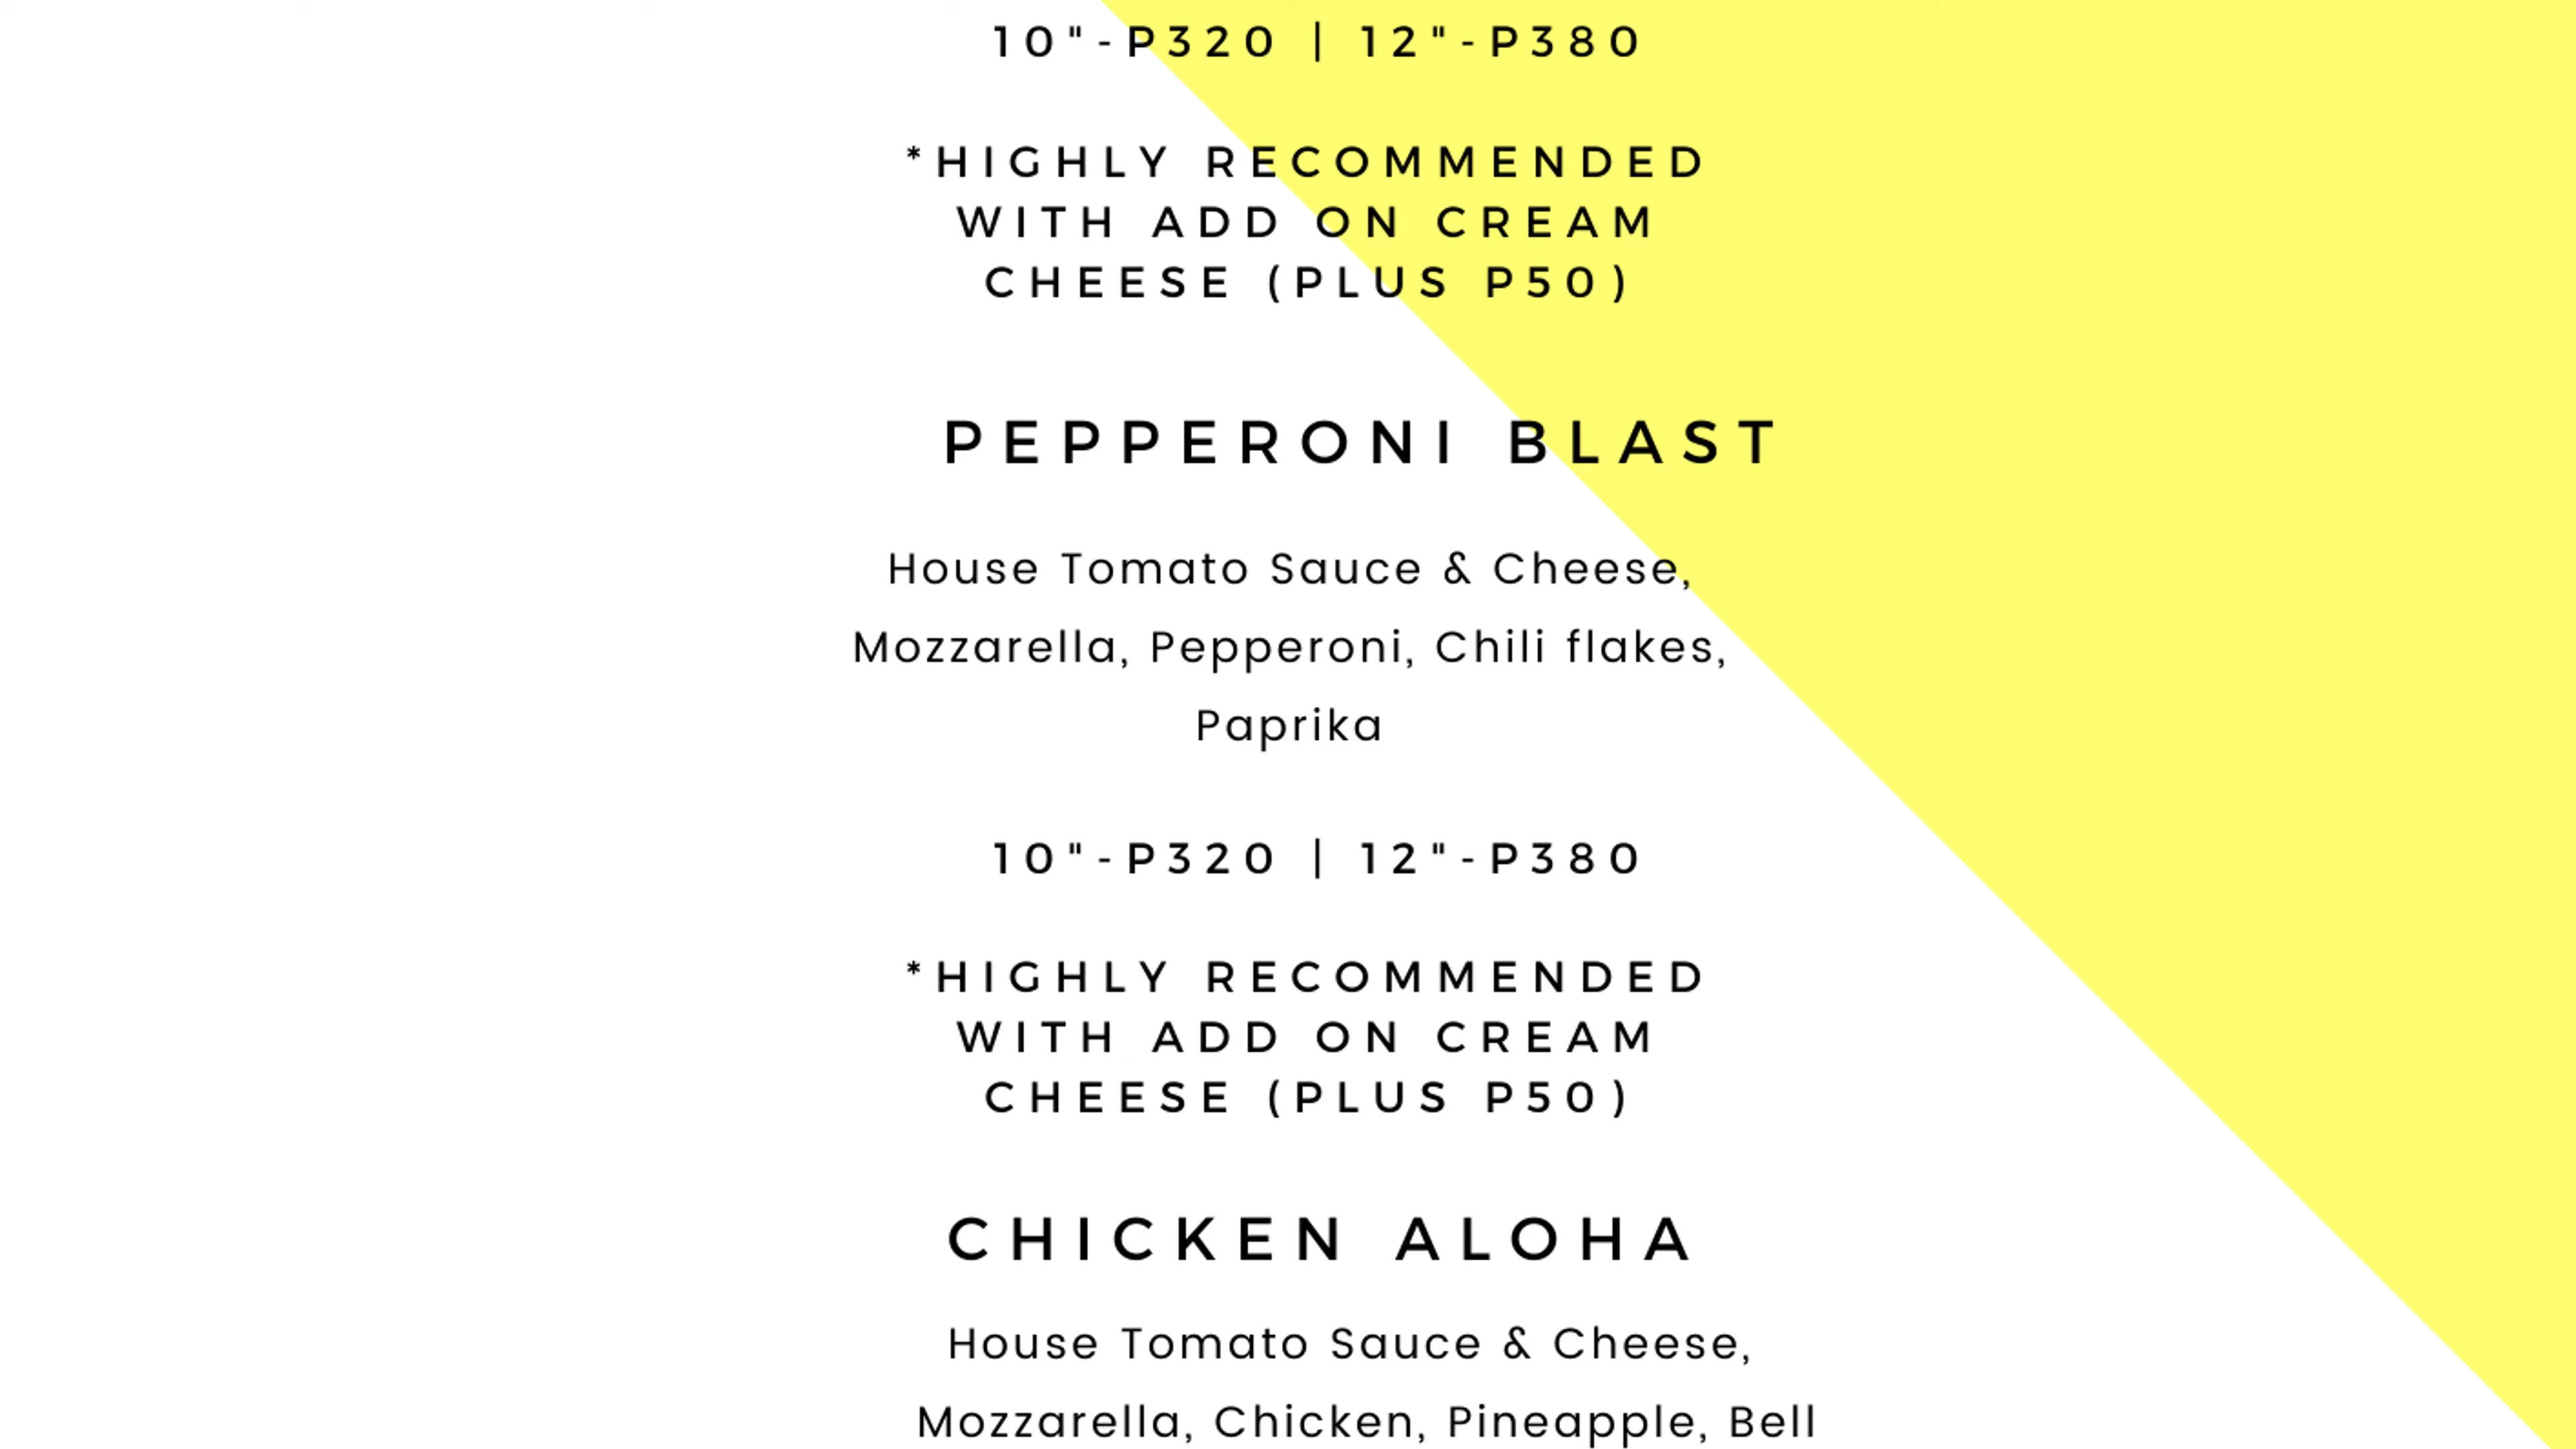 10"-P320 | 12"-P380
*HIGHLY RECOMMENDED
WITH ADD ON CREAM
CHEESE (PLUS P50)
PEPPERONI BLAST
House Tomato Sauce & Cheese,
Mozzarella, Pepperoni, Chili flakes,
Paprika
10"-P320 | 12"-P380
*HIGHLY RECOMMENDED
WITH ADD ON CREAM
CHEESE (PLUS P50)
CHICKEN ALOHA
House Tomato Sauce & Cheese,
Mozzarella, Chicken, Pineapple, Bell